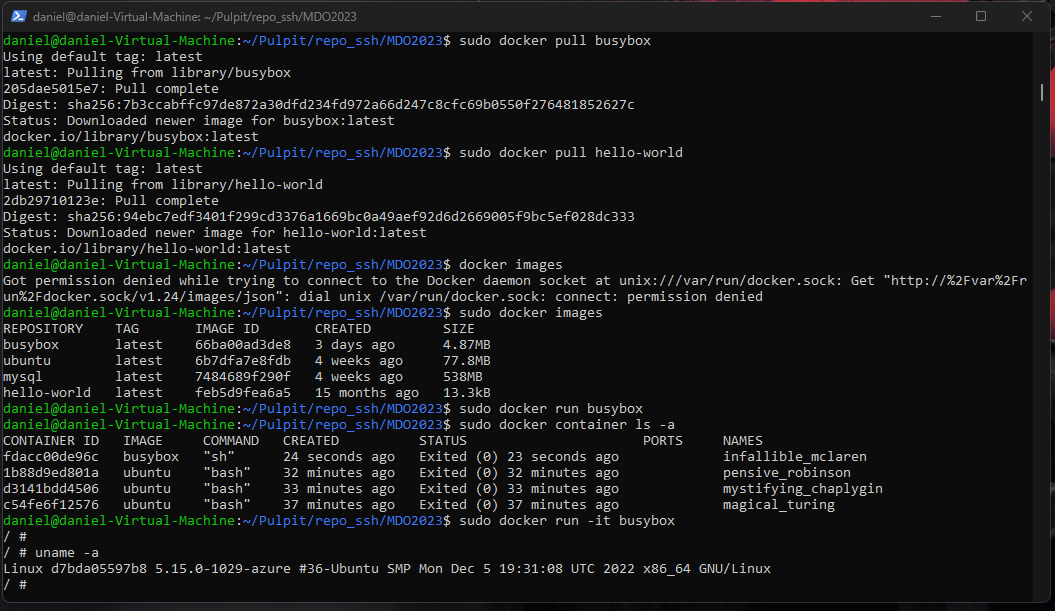 daniel@daniel-Virtual-Machine: ~/Pulpit/repo_ssh/MDO2023
daniel@daniel-Virtual-Machine:~/Pulpit/repo_ssh/MDO2023$ sudo docker pull busybox
Using default tag: latest
latest: Pulling from library/busybox
205dae5015e7: Pull complete
Digest: sha256:7b3ccabffc97de872a30dfd234fd972a66d247c8cfc69b0550f276481852627c
Status: Downloaded newer image for busybox:latest
docker.io/library/busybox:latest
daniel@daniel-Virtual-Machine:~/Pulpit/repo_ssh/MDO2023$ sudo docker pull hello-world
Using default tag: latest
latest: Pulling from library/hello-world
2db29710123e: Pull complete
Digest: sha256:94ebc7edf3401f299cd3376a1669bc0a49aef92d6d2669005f9bc5ef028dc333
Status: Downloaded newer image for hello-world:latest
docker.io/library/hello-world:latest
daniel@daniel-Virtual-Machine:~/Pulpit/repo_ssh/MDO2023$ docker images
Got permission denied while trying to connect to the Docker daemon socket at unix:///var/run/docker.sock: Get "http://%2Fvar%2Fr
un%2Fdocker.sock/v1.24/images/json": dial unix /var/run/docker.sock: connect: permission denied
daniel@daniel-Virtual-Machine:~/Pulpit/repo_ssh/MDO2023$ sudo docker images
REPOSITORY    TAG       IMAGE ID       CREATED         SIZE
busybox       latest    66ba00ad3de8   3 days ago      4.87MB
ubuntu        latest    6b7dfa7e8fdb   4 weeks ago     77.8MB
mysql         latest    7484689f290f   4 weeks ago     538MB
hello-world   latest    feb5d9fea6a5   15 months ago   13.3kB
daniel@daniel-Virtual-Machine:~/Pulpit/repo_ssh/MDO2023$ sudo docker run busybox
daniel@daniel-Virtual-Machine:~/Pulpit/repo_ssh/MDO2023$ sudo docker container ls -a
CONTAINER ID   IMAGE     COMMAND   CREATED          STATUS                      PORTS     NAMES
fdacc00de96c   busybox   "sh"      24 seconds ago   Exited (0) 23 seconds ago             infallible_mclaren
1b88d9ed801a   ubuntu    "bash"    32 minutes ago   Exited (0) 32 minutes ago             pensive_robinson
d3141bdd4506   ubuntu    "bash"    33 minutes ago   Exited (0) 33 minutes ago             mystifying_chaplygin
c54fe6f12576   ubuntu    "bash"    37 minutes ago   Exited (0) 37 minutes ago             magical_turing
daniel@daniel-Virtual-Machine:~/Pulpit/repo_ssh/MDO2023$ sudo docker run -it busybox
/ #
/ # uname -a
Linux d7bda05597b8 5.15.0-1029-azure #36-Ubuntu SMP Mon Dec 5 19:31:08 UTC 2022 x86_64 GNU/Linux
/ #